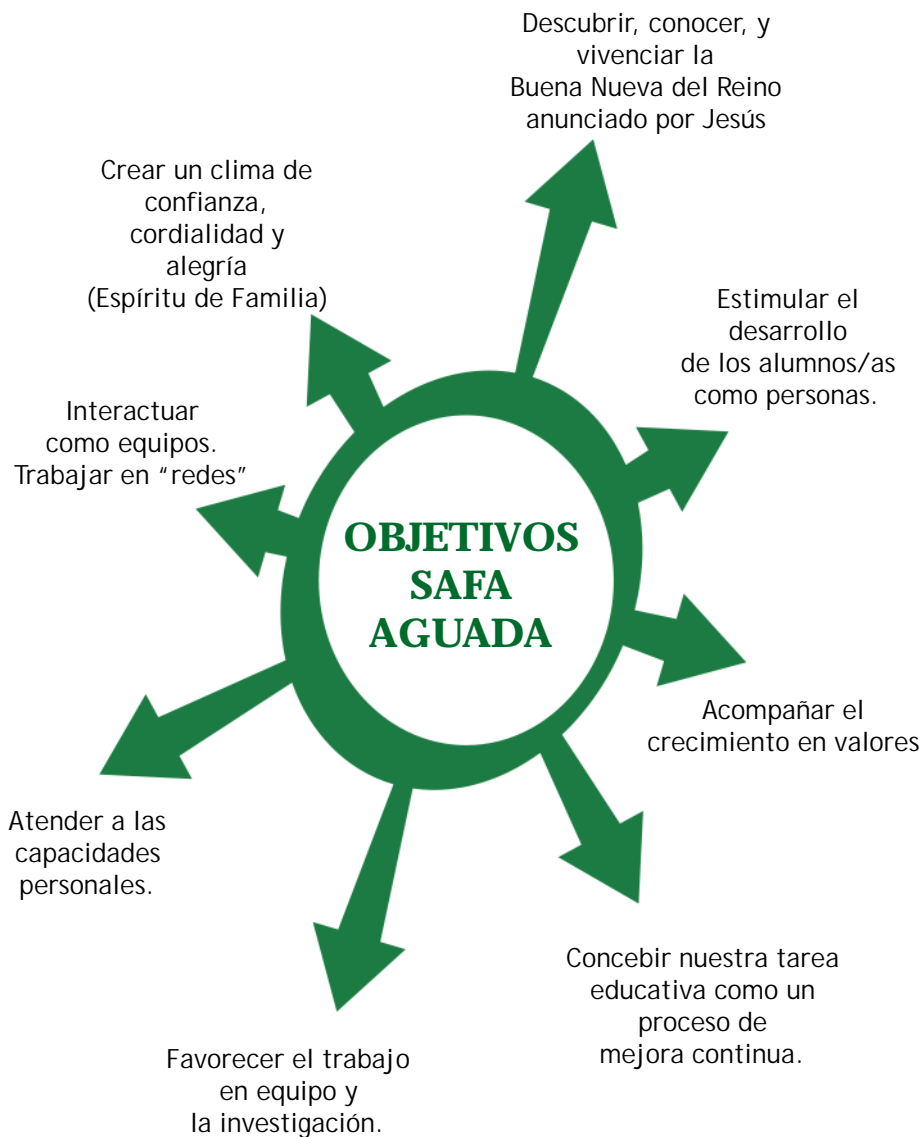 Descubrir, conocer, y
vivenciar la
Buena Nueva del Reino
anunciado por Jesús
Crear un clima de
confianza,
cordialidad y
alegría
(Espíritu de Familia)
Estimular el
desarrollo
de los alumnos/as
como personas.
Interactuar
como equipos.
Trabajar en “redes”
OBJETIVOS
SAFA
AGUADA
Acompañar el
crecimiento en valores
Atender a las
capacidades
personales.
Concebir nuestra tarea
educativa como un
proceso de
mejora continua.
Favorecer el trabajo
en equipo y
la investigación.